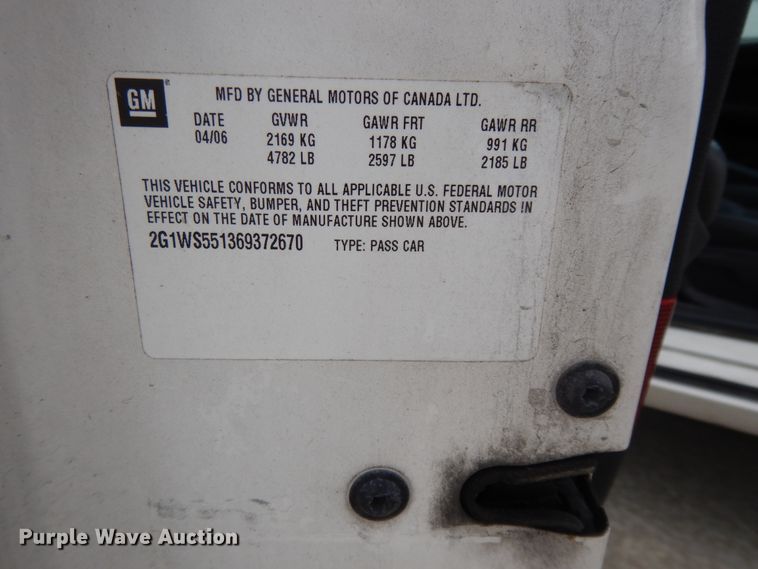 GM
MFD BY GENERAL MOTORS OF CANADA LTD.
DATE GVWR GAWR FRT GAWR RR
04/06 2169 KG 1178 KG 991 KG
4782 LB 2597 LB 2185 LB
THIS VEHICLE CONFORMS TO ALL APPLICABLE U.S. FEDERAL MOTOR
VEHICLE SAFETY, BUMPER, AND THEFT PREVENTION STANDARDS IN
EFFECT ON THE DATE OF MANUFACTURE SHOWN ABOVE.
2G1WS551369372670 TYPE: PASS CAR
Purple Wave Auction